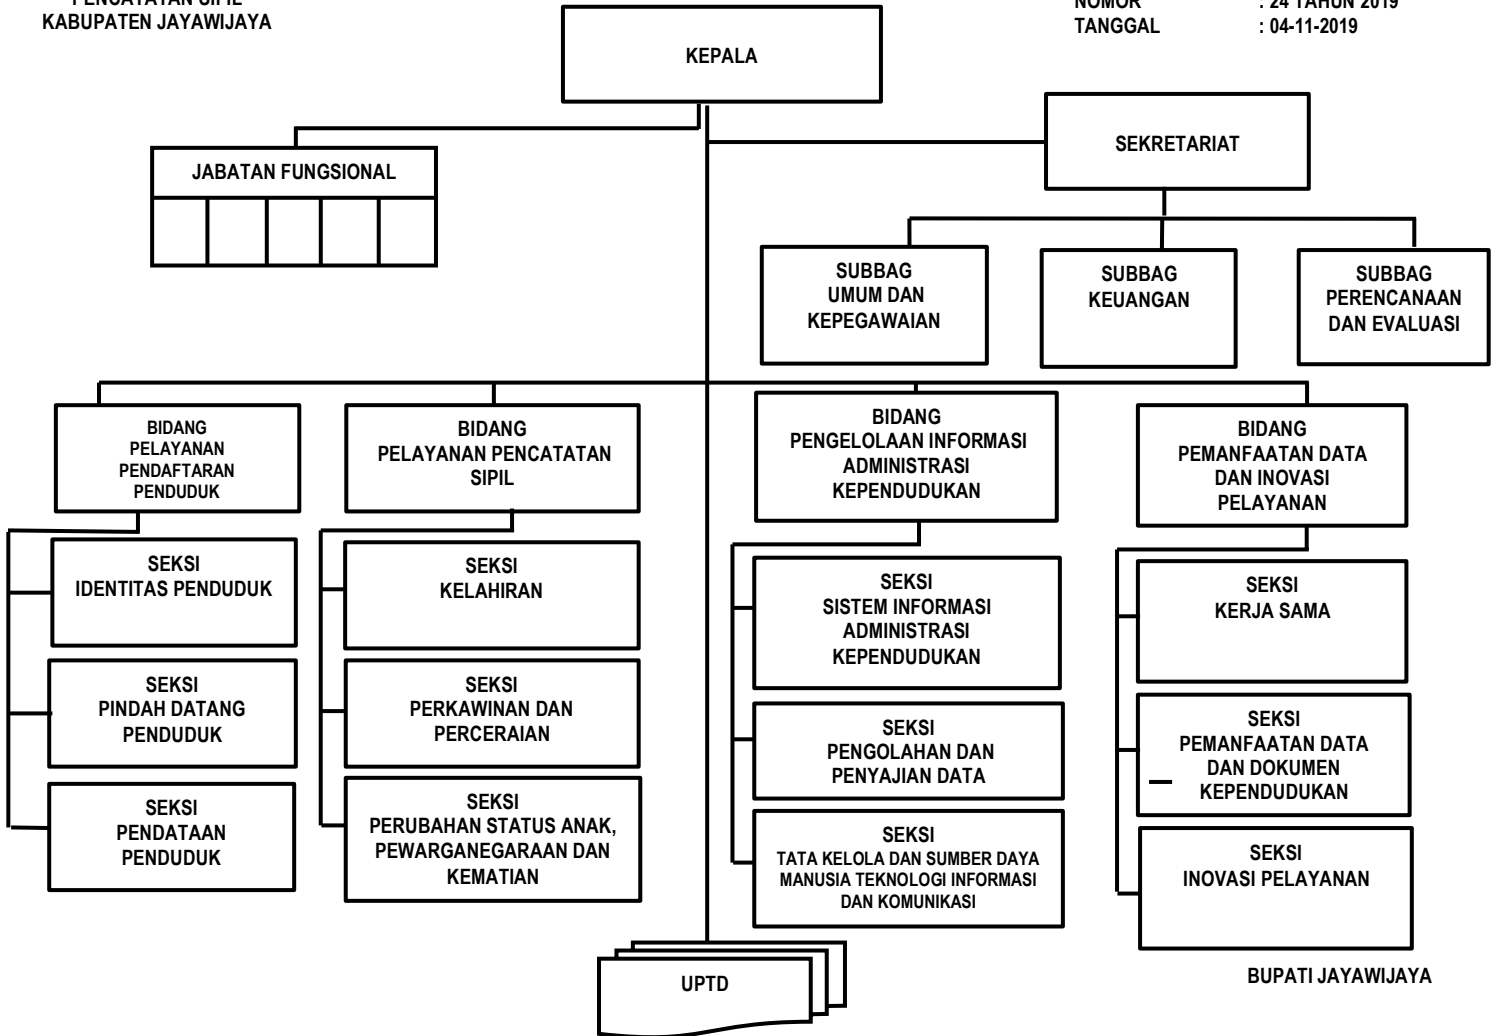 PENCATATAN SIPIL
KABUPATEN JAYAWIJAYA
NOMOR : 24 TAHUN 2019
TANGGAL : 04-11-2019
KEPALA
SEKRETARIAT
JABATAN FUNGSIONAL
SUBBAG
UMUM DAN
KEPEGAWAIAN
SUBBAG
KEUANGAN
SUBBAG
PERENCANAAN
DAN EVALUASI
BIDANG
PELAYANAN
PENDAFTARAN
PENDUDUK
BIDANG
PELAYANAN PENCATATAN
SIPIL
BIDANG
PENGELOLAAN INFORMASI
ADMINISTRASI
KEPENDUDUKAN
BIDANG
PEMANFAATAN DATA
DAN INOVASI
PELAYANAN
SEKSI
IDENTITAS PENDUDUK
SEKSI
KELAHIRAN
SEKSI
SISTEM INFORMASI
ADMINISTRASI
KEPENDUDUKAN
SEKSI
KERJA SAMA
SEKSI
PINDAH DATANG
PENDUDUK
SEKSI
PERKAWINAN DAN
PERCERAIAN
SEKSI
PENGOLAHAN DAN
PENYAJIAN DATA
SEKSI
PEMANFAATAN DATA
DAN DOKUMEN
KEPENDUDUKAN
SEKSI
PENDATAAN
PENDUDUK
SEKSI
PERUBAHAN STATUS ANAK,
PEWARGANEGARAAN DAN
KEMATIAN
SEKSI
TATA KELOLA DAN SUMBER DAYA
MANUSIA TEKNOLOGI INFORMASI
DAN KOMUNIKASI
SEKSI
INOVASI PELAYANAN
UPTD
BUPATI JAYAWIJAYA